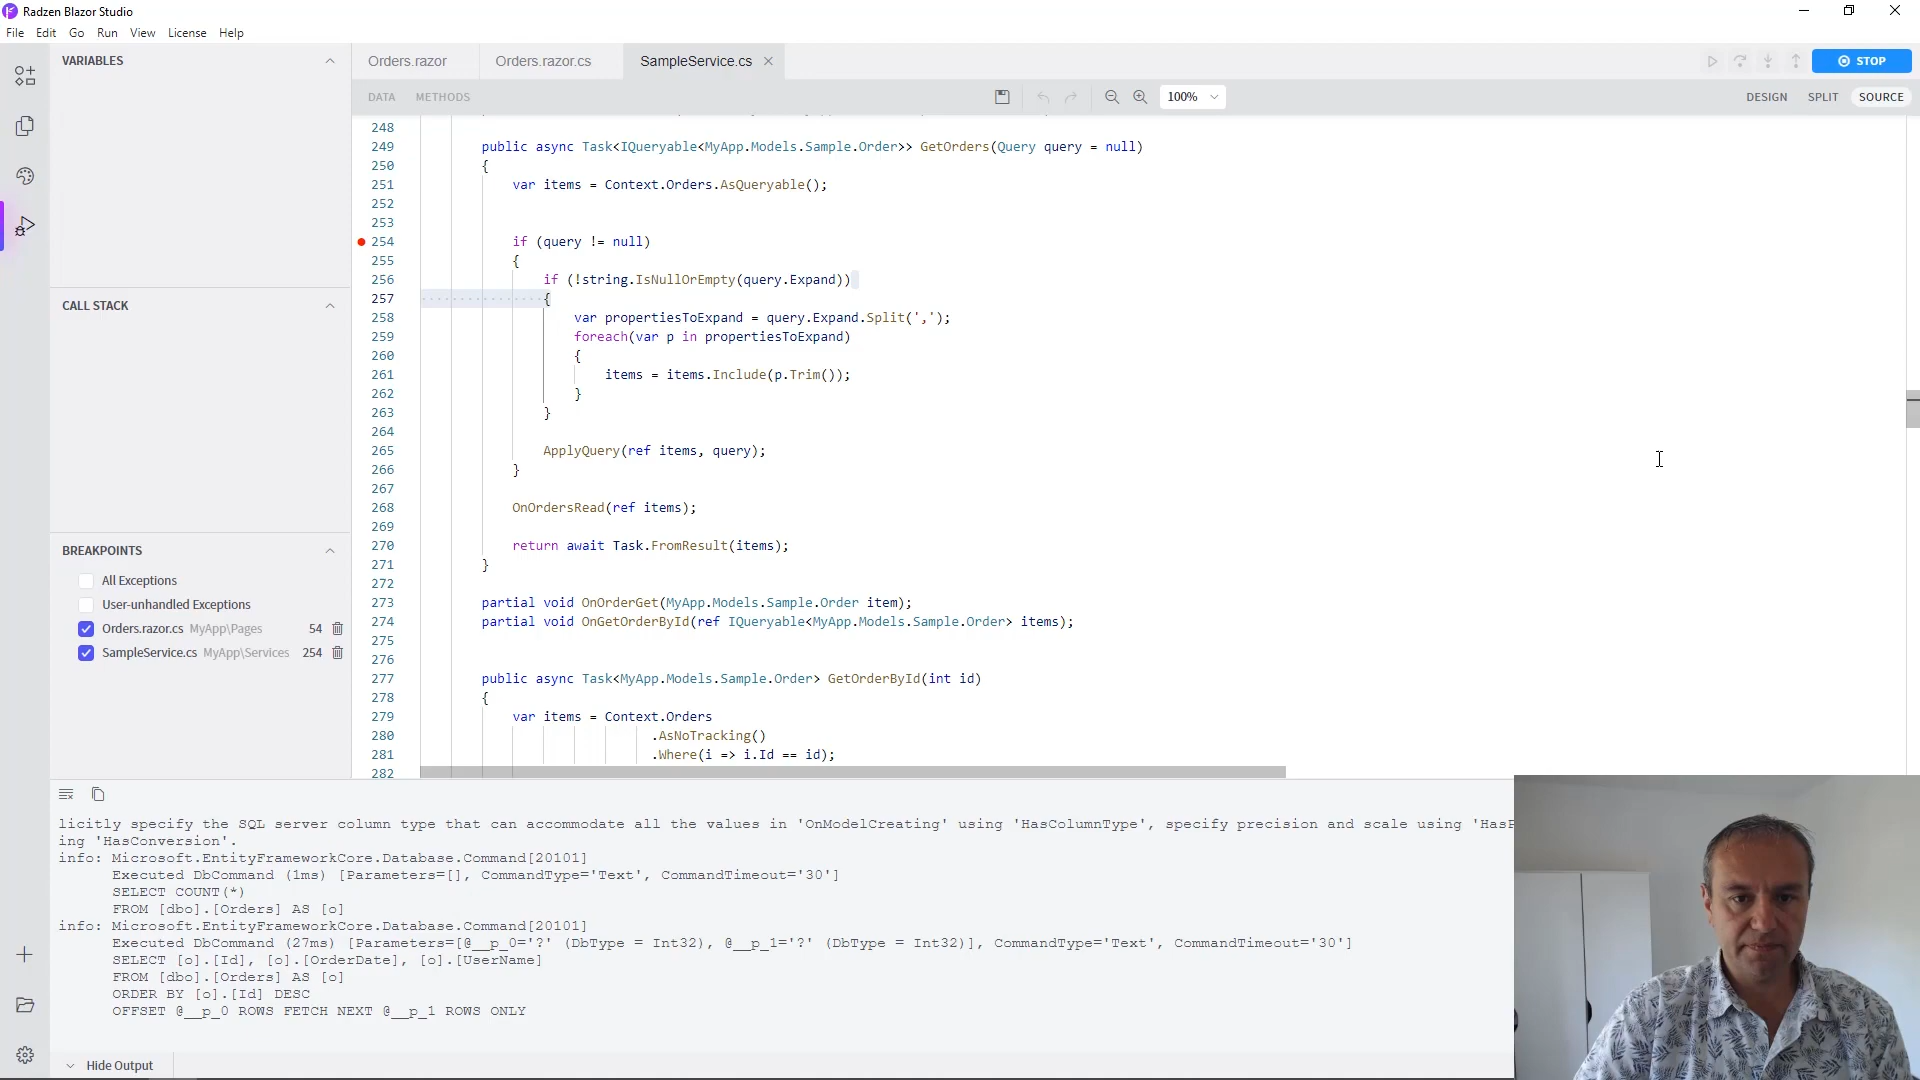 Radzen Blazor Studio
File Edit Go Run View License Help
VARIABLES
CALL STACK
BREAKPOINTS
All Exceptions
User-unhandled Exceptions
Orders.razor.cs MyApp\Pages 54
SampleService.cs MyApp\Services 254
Orders.razor Orders.razor.cs SampleService.cs
STOP
DATA METHODS 100% DESIGN SPLIT SOURCE
248
249 public async Task<IQueryable<MyApp.Models.Sample.Order>> GetOrders(Query query = null)
250 {
251 var items = Context.Orders.AsQueryable();
252
253
254 if (query != null)
255 {
256 if (!string.IsNullOrEmpty(query.Expand))
257 {
258 var propertiesToExpand = query.Expand.Split(',');
259 foreach(var p in propertiesToExpand)
260 {
261 items = items.Include(p.Trim());
262 }
263 }
264
265 ApplyQuery(ref items, query);
266 }
267
268 OnOrdersRead(ref items);
269
270 return await Task.FromResult(items);
271 }
272
273 partial void OnOrderGet(MyApp.Models.Sample.Order item);
274 partial void OnGetOrderById(ref IQueryable<MyApp.Models.Sample.Order> items);
275
276
277 public async Task<MyApp.Models.Sample.Order> GetOrderById(int id)
278 {
279 var items = Context.Orders
280 .AsNoTracking()
281 .Where(i => i.Id == id);
282
licitly specify the SQL server column type that can accommodate all the values in 'OnModelCreating' using 'HasColumnType', specify precision and scale using 'Has
ing 'HasConversion'.
info: Microsoft.EntityFrameworkCore.Database.Command[20101]
Executed DbCommand (1ms) [Parameters=[], CommandType='Text', CommandTimeout='30']
SELECT COUNT(*)
FROM [dbo].[Orders] AS [o]
info: Microsoft.EntityFrameworkCore.Database.Command[20101]
Executed DbCommand (27ms) [Parameters=[@__p_0='?' (DbType = Int32), @__p_1='?' (DbType = Int32)], CommandType='Text', CommandTimeout='30']
SELECT [o].[Id], [o].[OrderDate], [o].[UserName]
FROM [dbo].[Orders] AS [o]
ORDER BY [o].[Id] DESC
OFFSET @__p_0 ROWS FETCH NEXT @__p_1 ROWS ONLY
Hide Output